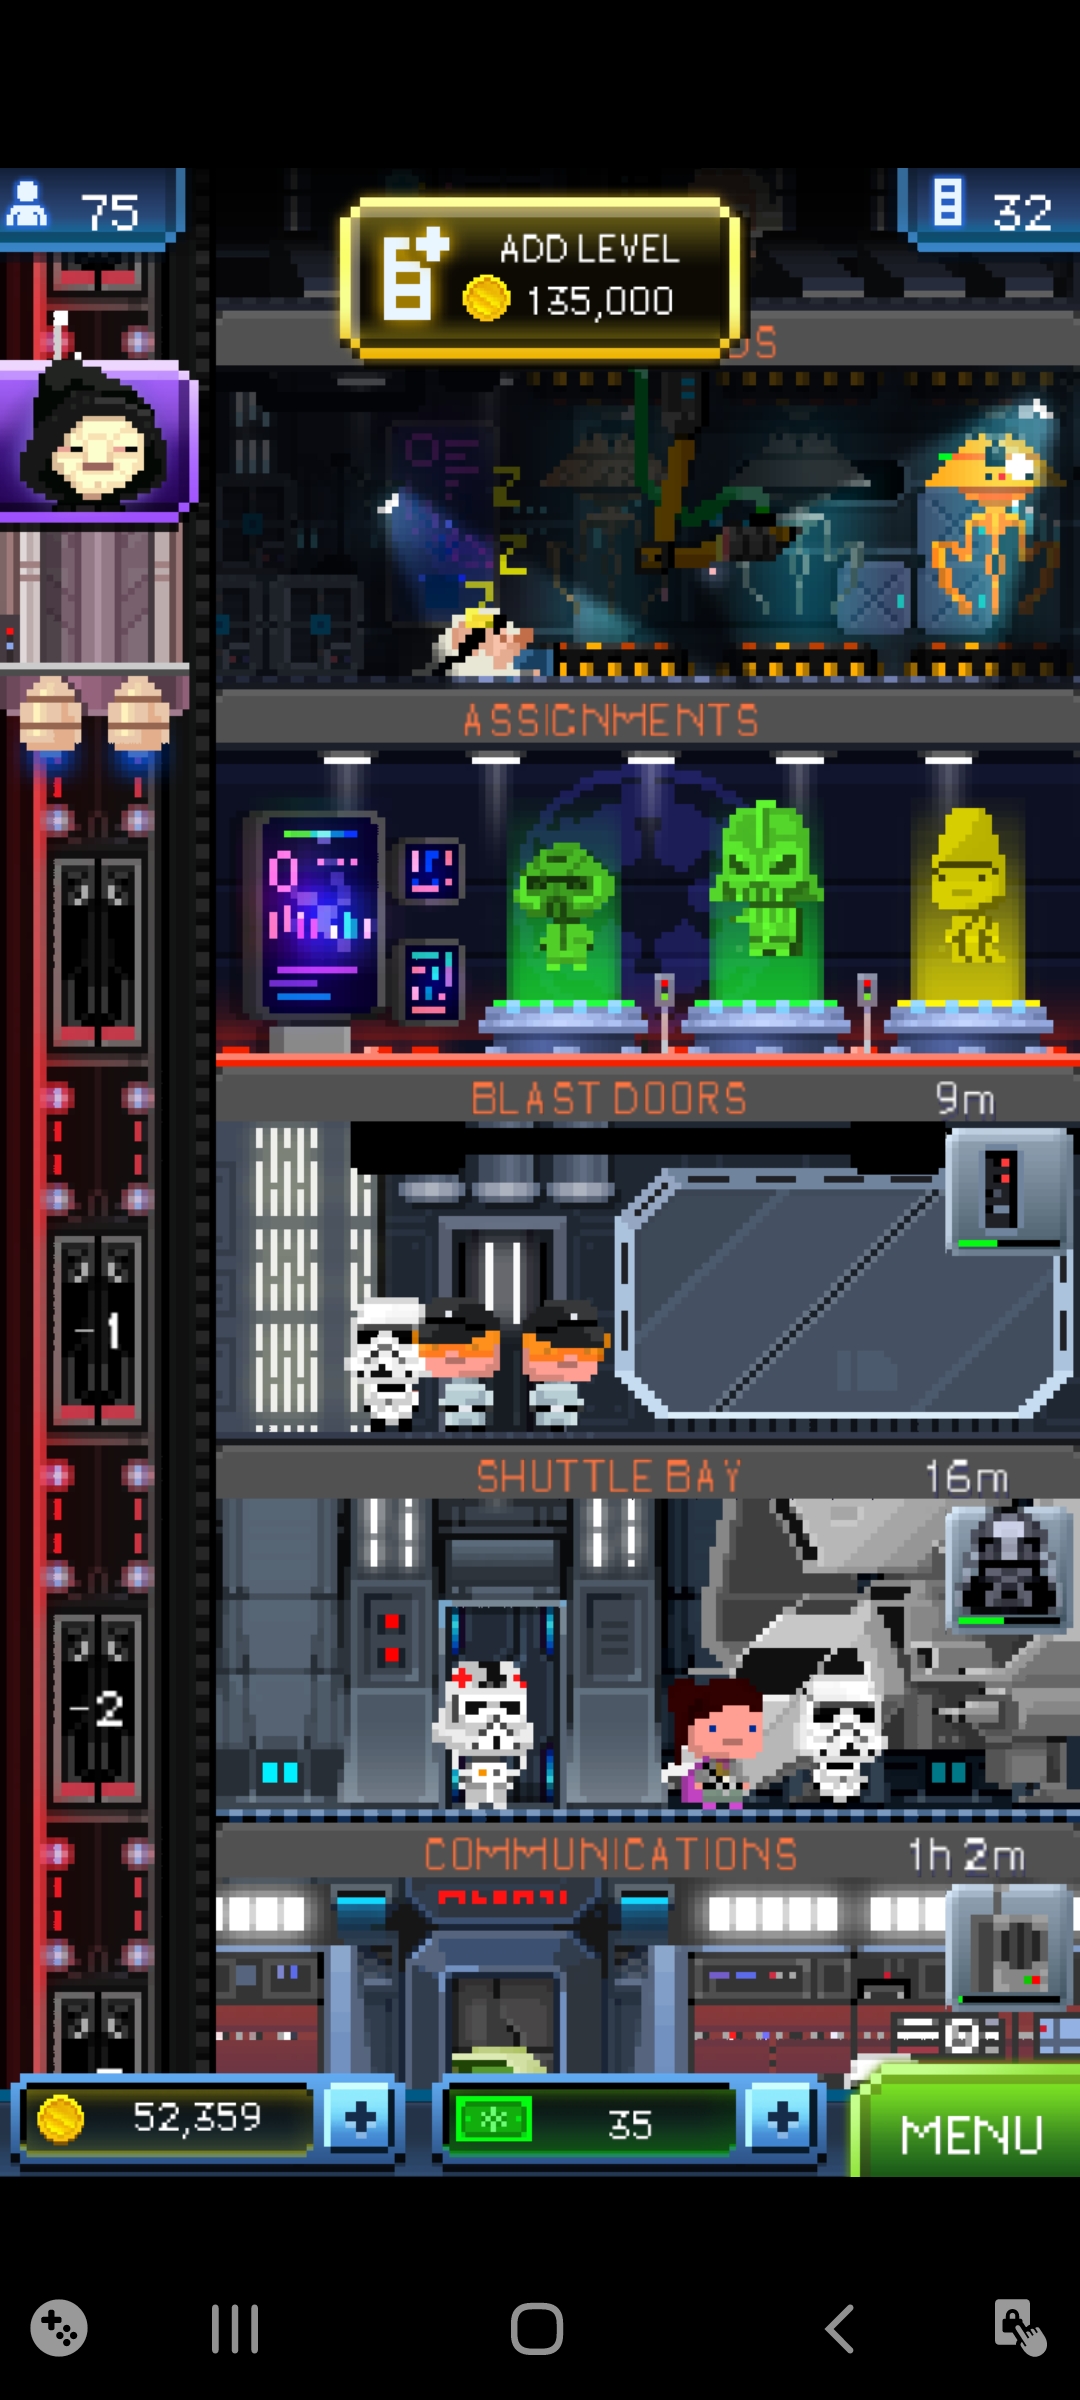 75
ADD LEVEL
135,000
32
ASSIGNMENTS
BLAST DOORS
9m
-1
SHUTTLE BAY
16m
-2
COMMUNICATIONS
1h 2m
52,359
35
MENU